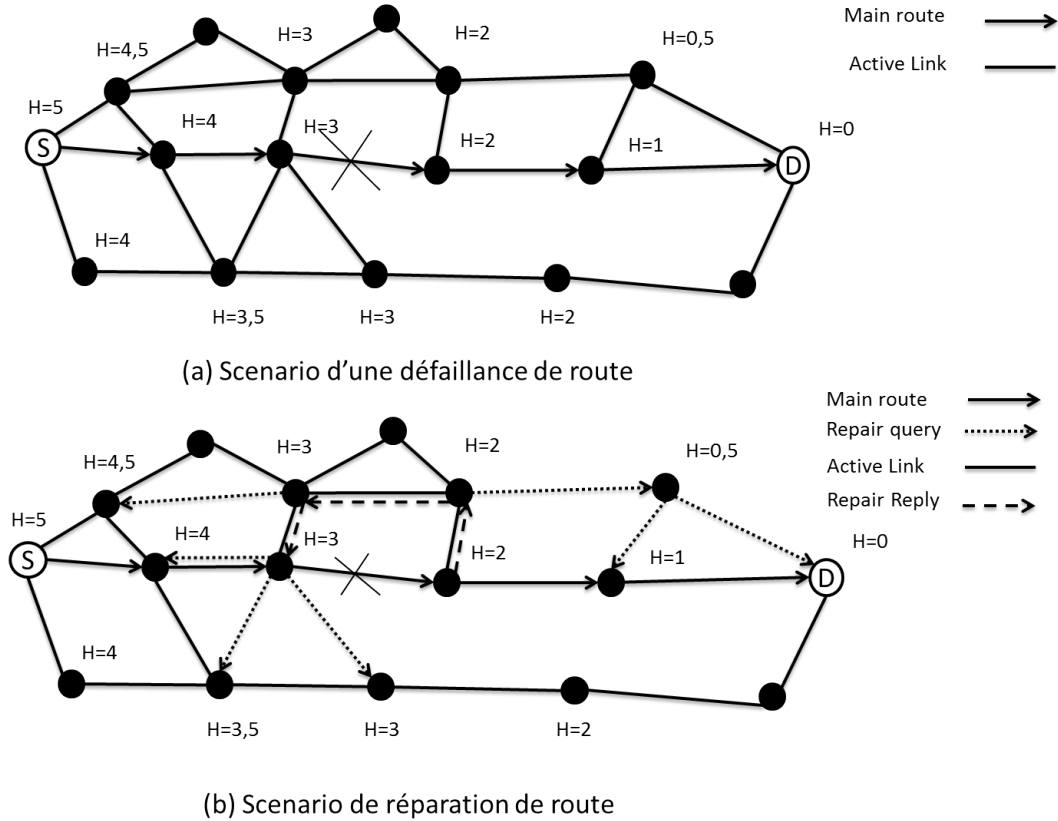 Main route
H=3
H=2
H=0,5
H=4,5
Active Link
H=5
H=4
H=3
H=0
S
H=2
H=1
D
H=4
H=3,5
H=3
H=2
(a) Scenario d'une défaillance de route
Main route
Repair query
H=3
H=2
H=0,5
H=4,5
Active Link
Repair Reply
H=5
H=4
H=3
H=0
S
H=2
H=1
D
H=4
H=3,5
H=3
H=2
(b) Scenario de réparation de route